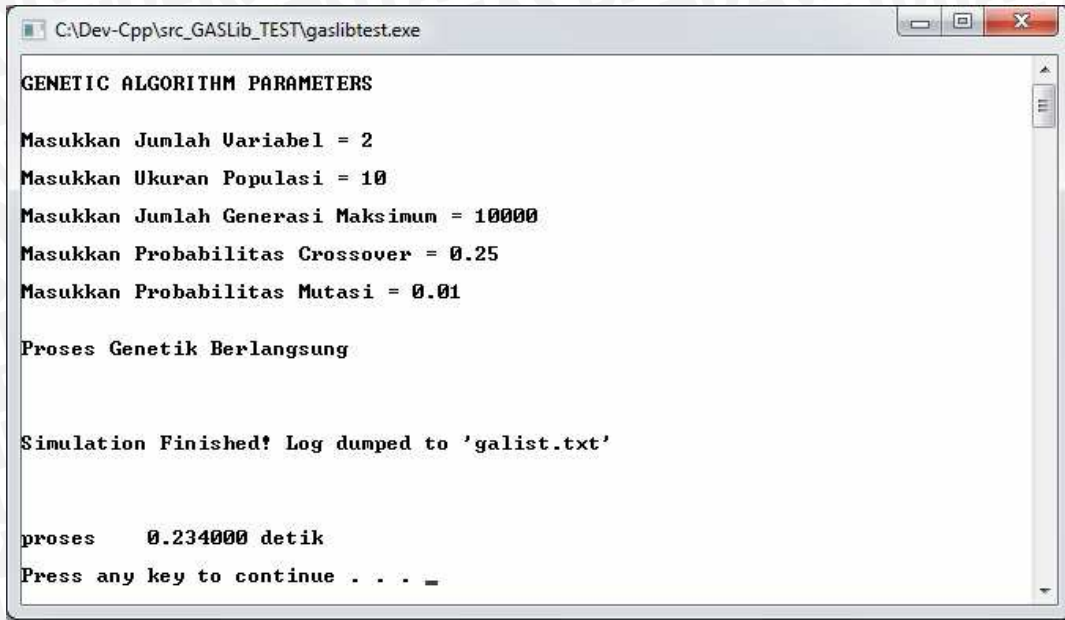 C:\Dev-Cpp\src_GASLib_TEST\gaslibtest.exe
GENETIC ALGORITHM PARAMETERS
Masukkan Jumlah Variabel = 2
Masukkan Ukuran Populasi = 10
Masukkan Jumlah Generasi Maksimum = 10000
Masukkan Probabilitas Crossover = 0.25
Masukkan Probabilitas Mutasi = 0.01
Proses Genetik Berlangsung
Simulation Finished! Log dumped to 'galist.txt'
proses 0.234000 detik
Press any key to continue . . . _